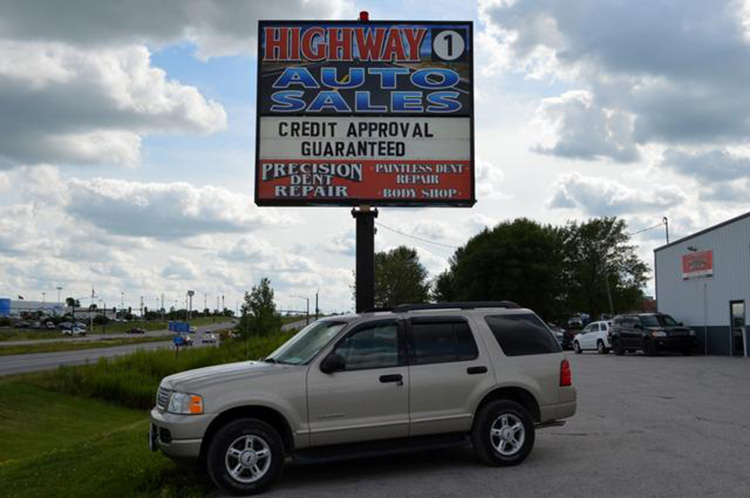 HIGHWAY 1
AUTO
SALES
CREDIT APPROVAL
GUARANTEED
PRECISION
DENT
REPAIR
PAINTLESS DENT
REPAIR
BODY SHOP